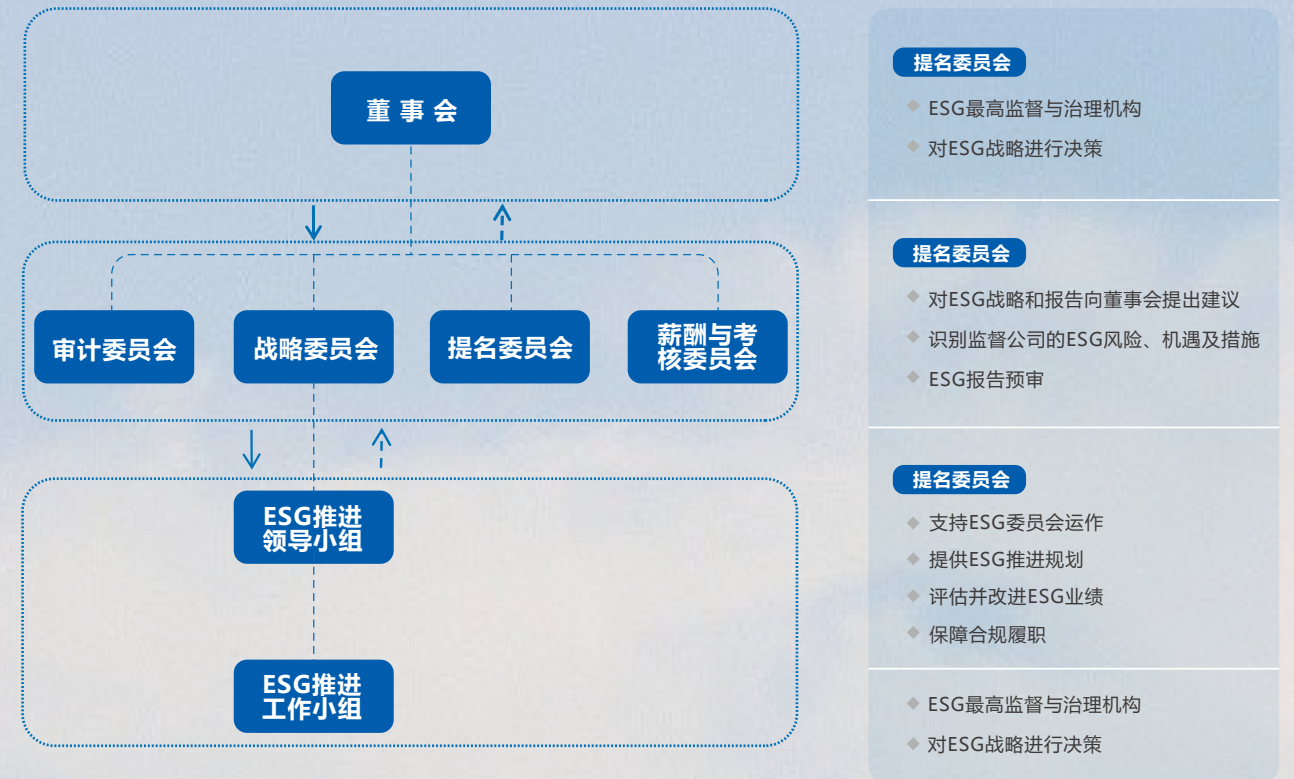 董事会
审计委员会
战略委员会
提名委员会
薪酬与考
核委员会
ESG推进
领导小组
ESG推进
工作小组
提名委员会
ESG最高监督与治理机构
对ESG战略进行决策
提名委员会
对ESG战略和报告向董事会提出建议
识别监督公司的ESG风险、机遇及措施
ESG报告预审
提名委员会
支持ESG委员会运作
提供ESG推进规划
评估并改进ESG业绩
保障合规履职
ESG最高监督与治理机构
对ESG战略进行决策